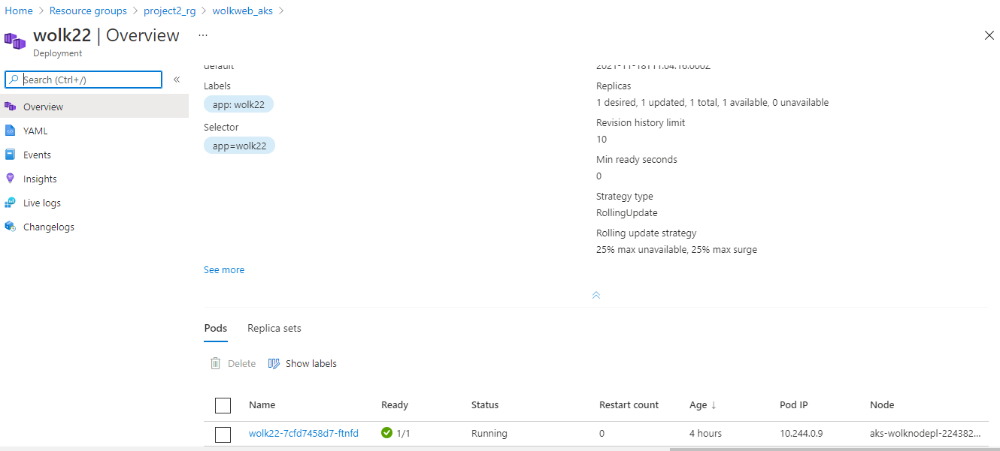 Home > Resource groups > project2_rg > wolkweb_aks >
wolk22 | Overview ...
Deployment
Search (Ctrl+/)
«
Overview
YAML
Events
Insights
Live logs
Changelogs
default
Labels
app: wolk22
Selector
app=wolk22
See more
2021-11-18T11:04:16.000Z
Replicas
1 desired, 1 updated, 1 total, 1 available, 0 unavailable
Revision history limit
10
Min ready seconds
0
Strategy type
RollingUpdate
Rolling update strategy
25% max unavailable, 25% max surge
Pods Replica sets
Delete Show labels
Name Ready Status Restart count Age ↓ Pod IP Node
wolk22-7cfd7458d7-ftnfd 1/1 Running 0 4 hours 10.244.0.9 aks-wolknodepl-224382...